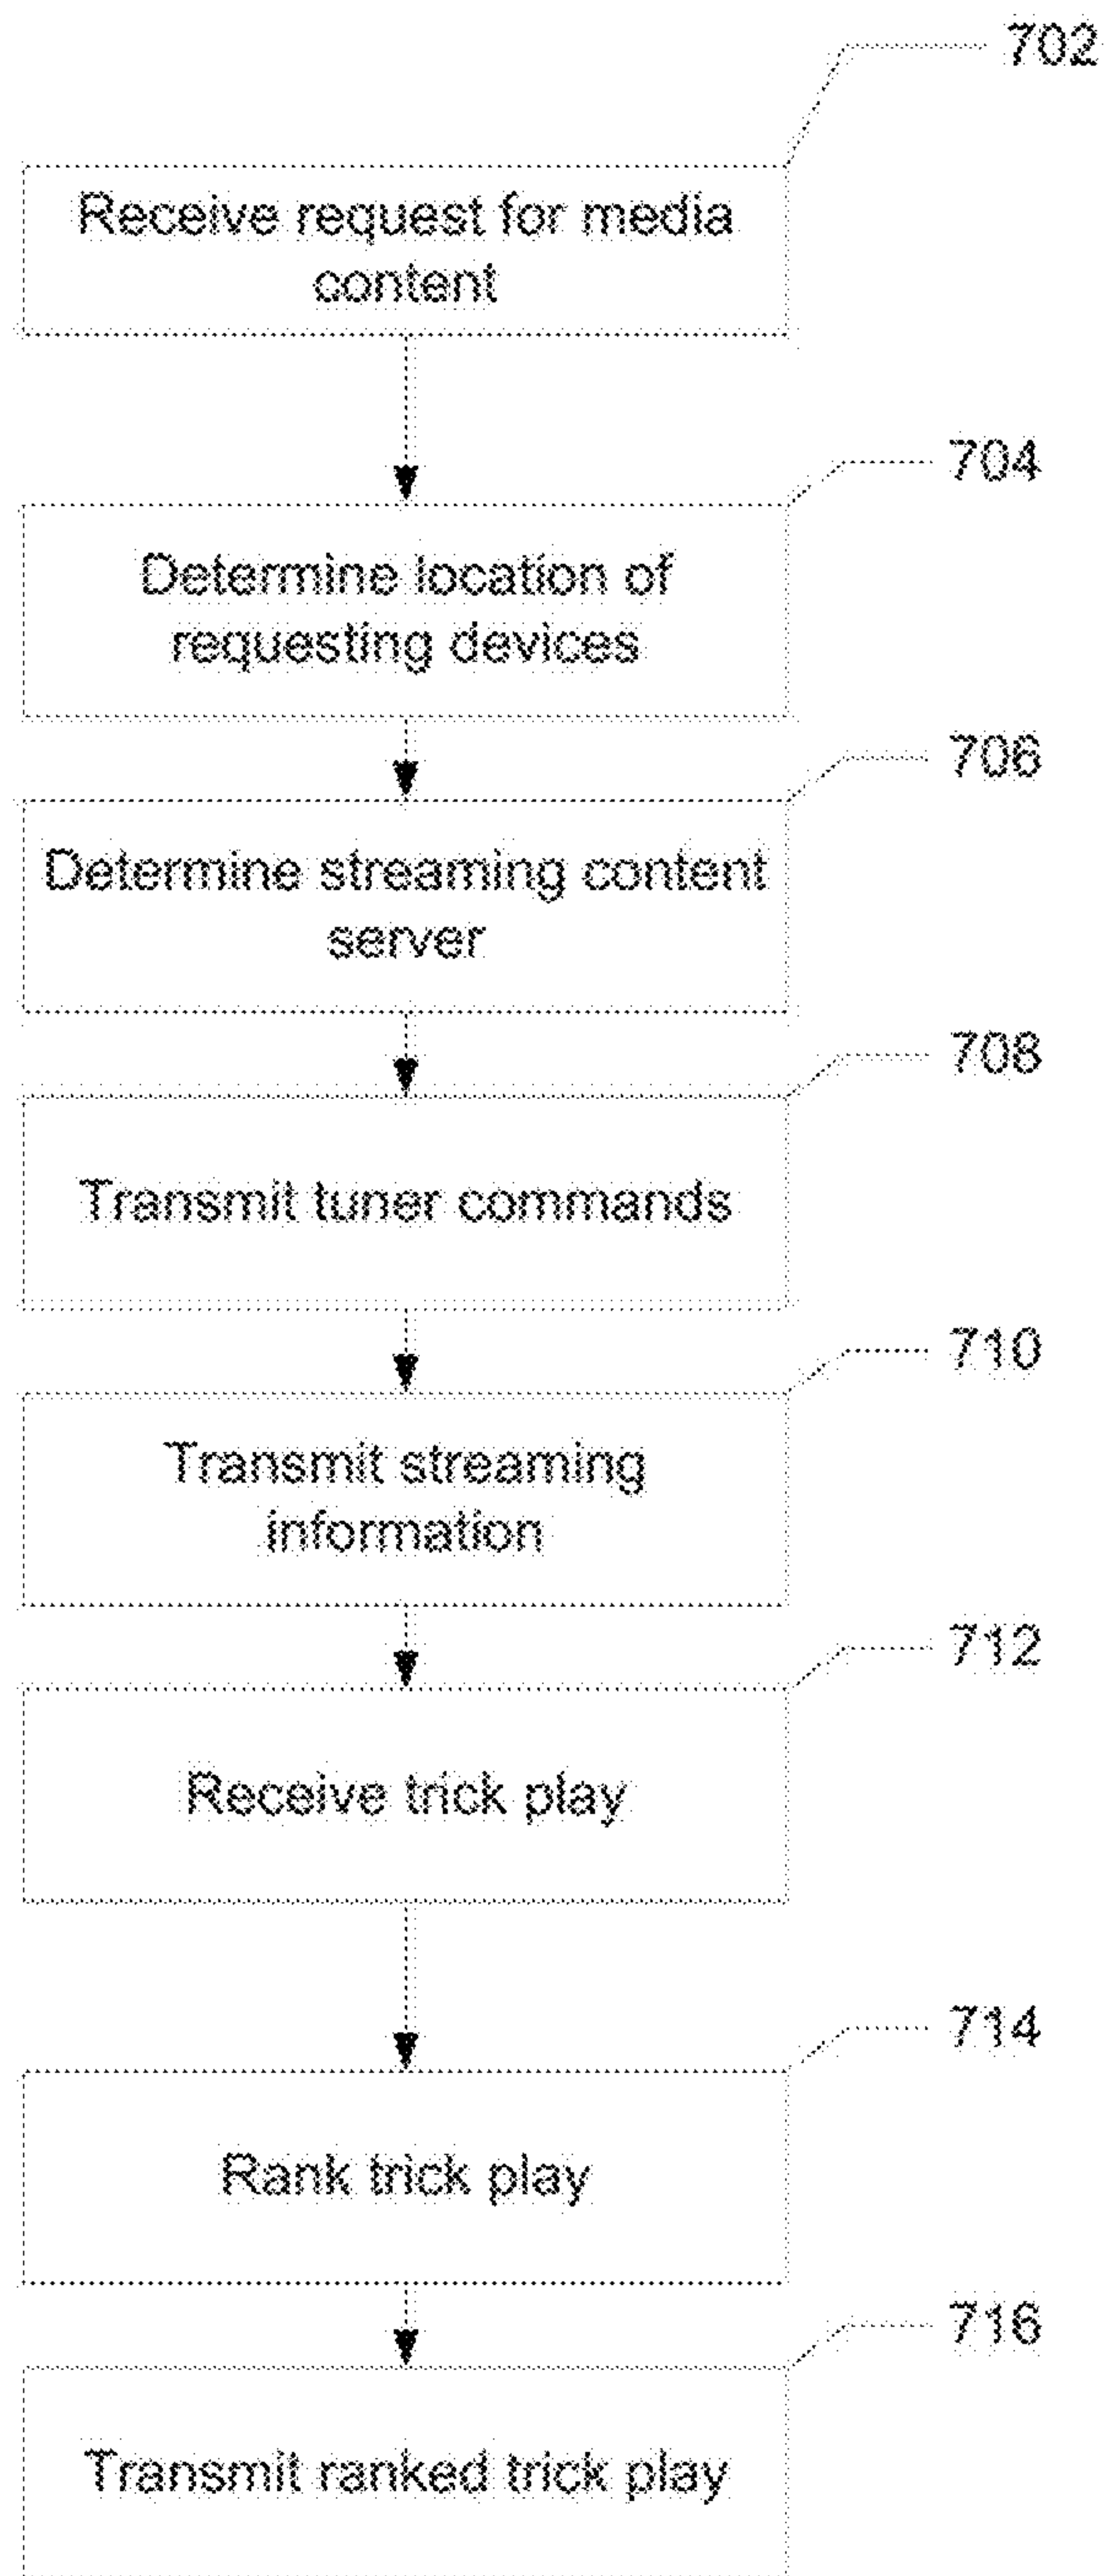 702
Receive request for media
content
704
Determine location of
requesting devices
706
Determine streaming content
server
708
Transmit tuner commands
710
Transmit streaming
information
712
Receive trick play
714
Rank trick play
716
Transmit ranked trick play